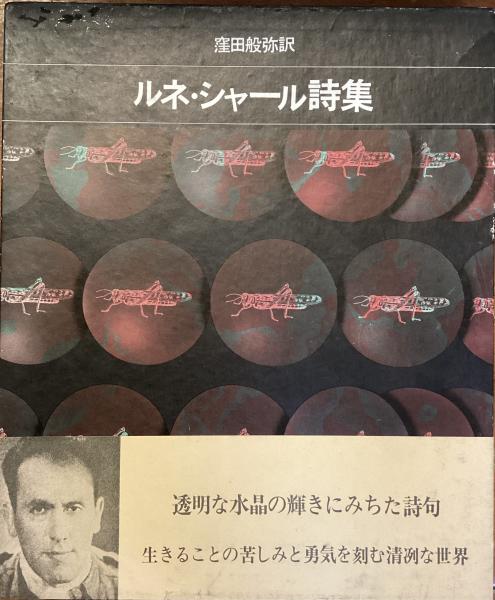 窪田般弥訳
ルネ・シャール詩集
透明な水晶の輝きにみちた詩句
生きることの苦しみと勇気を刻む清冽な世界